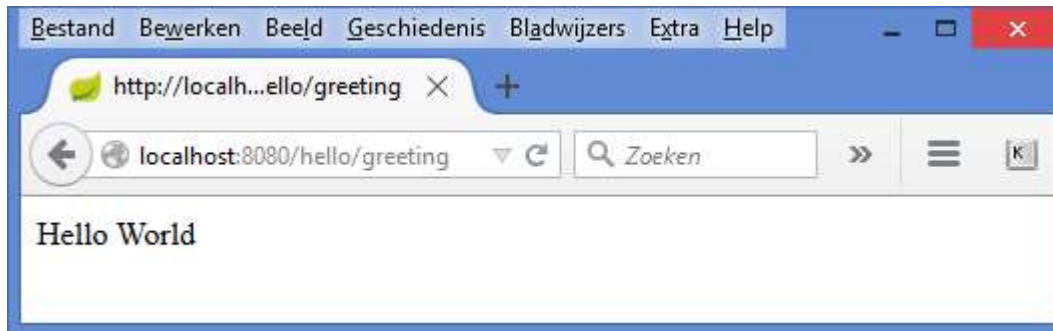 Bestand Bewerken Beeld Geschiedenis Bladwijzers Extra Help
http://localh...ello/greeting
localhost:8080/hello/greeting Zoeken K
Hello World